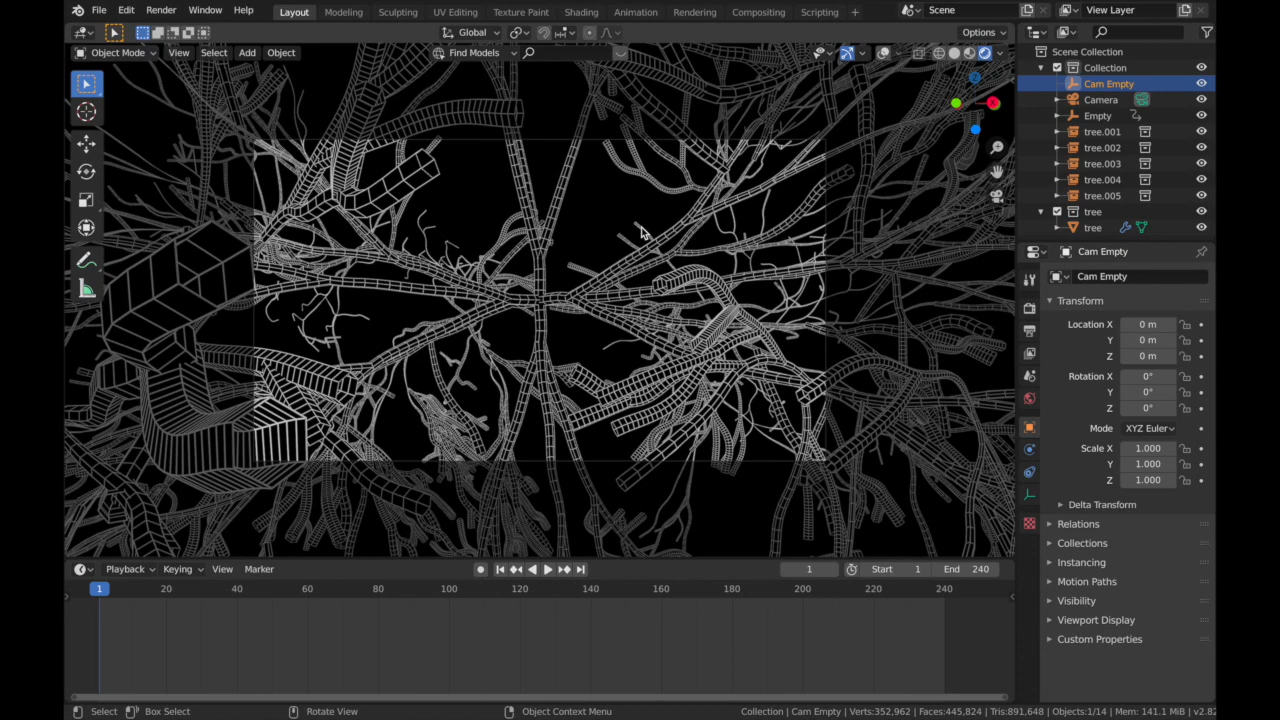 File Edit Render Window Help Layout Modeling Sculpting UV Editing Texture Paint Shading Animation Rendering Compositing Scripting + Scene View Layer
Global Options
Object Mode View Select Add Object Find Models
Scene Collection
Collection
Cam Empty
Camera
Empty
tree.001
tree.002
tree.003
tree.004
tree.005
tree
tree
Cam Empty
Cam Empty
Transform
Location X 0 m
Y 0 m
Z 0 m
Rotation X 0°
Y 0°
Z 0°
Mode XYZ Euler
Scale X 1.000
Y 1.000
Z 1.000
Delta Transform
Relations
Collections
Instancing
Motion Paths
Visibility
Viewport Display
Custom Properties
Playback Keying View Marker 1 Start 1 End 240
1 20 40 60 80 100 120 140 160 180 200 220 240
Select Box Select Rotate View Object Context Menu Collection | Cam Empty | Verts:352,962 | Faces:445,824 | Tris:891,648 | Objects:1/14 | Mem: 141.1 MiB | v2.82